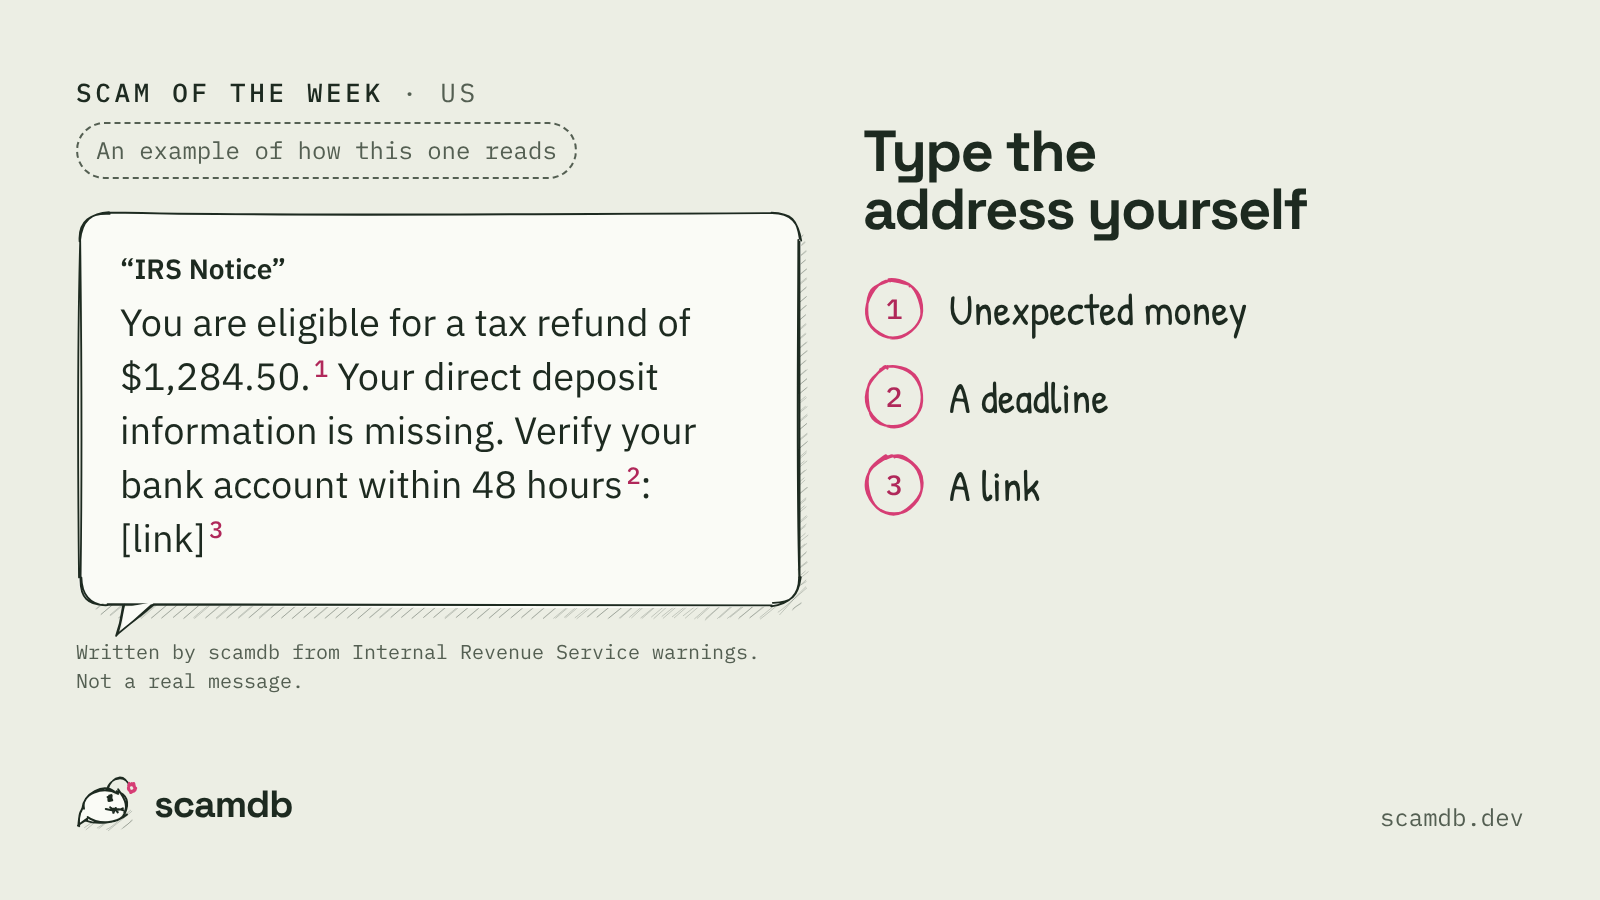 SCAM OF THE WEEK · US
An example of how this one reads
“IRS Notice”
You are eligible for a tax refund of
$1,284.50.1 Your direct deposit
information is missing. Verify your
bank account within 48 hours2:
[link]3
Written by scamdb from Internal Revenue Service warnings.
Not a real message.
Type the
address yourself
1 Unexpected money
2 A deadline
3 A link
scamdb
scamdb.dev